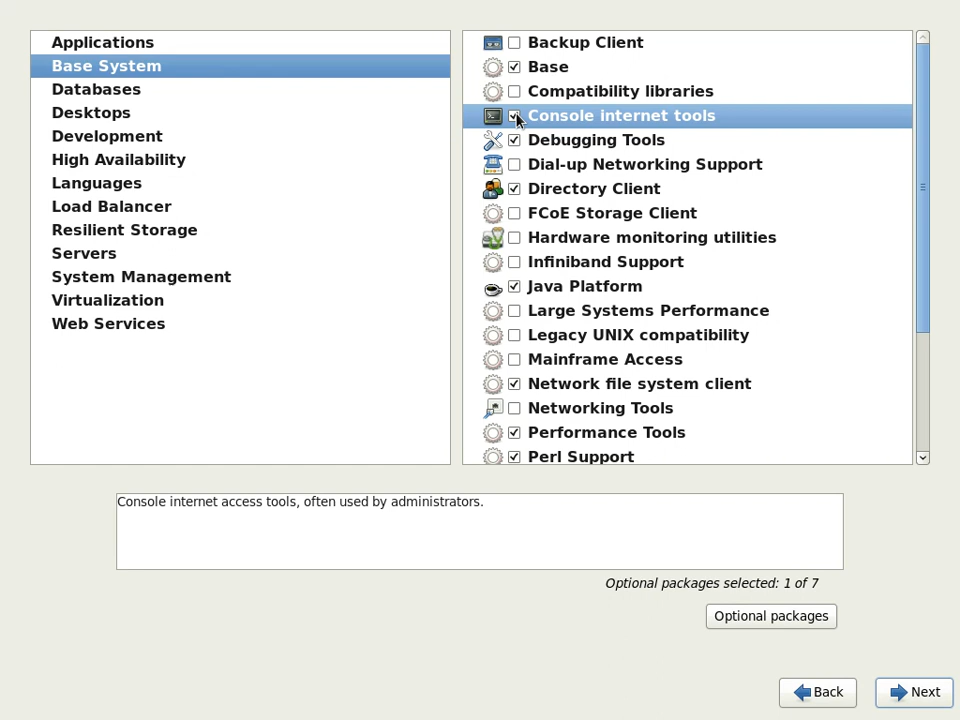 Applications
Base System
Databases
Desktops
Development
High Availability
Languages
Load Balancer
Resilient Storage
Servers
System Management
Virtualization
Web Services
Backup Client
Base
Compatibility libraries
Console internet tools
Debugging Tools
Dial-up Networking Support
Directory Client
FCoE Storage Client
Hardware monitoring utilities
Infiniband Support
Java Platform
Large Systems Performance
Legacy UNIX compatibility
Mainframe Access
Network file system client
Networking Tools
Performance Tools
Perl Support
Console internet access tools, often used by administrators.
Optional packages selected: 1 of 7
Optional packages
Back
Next